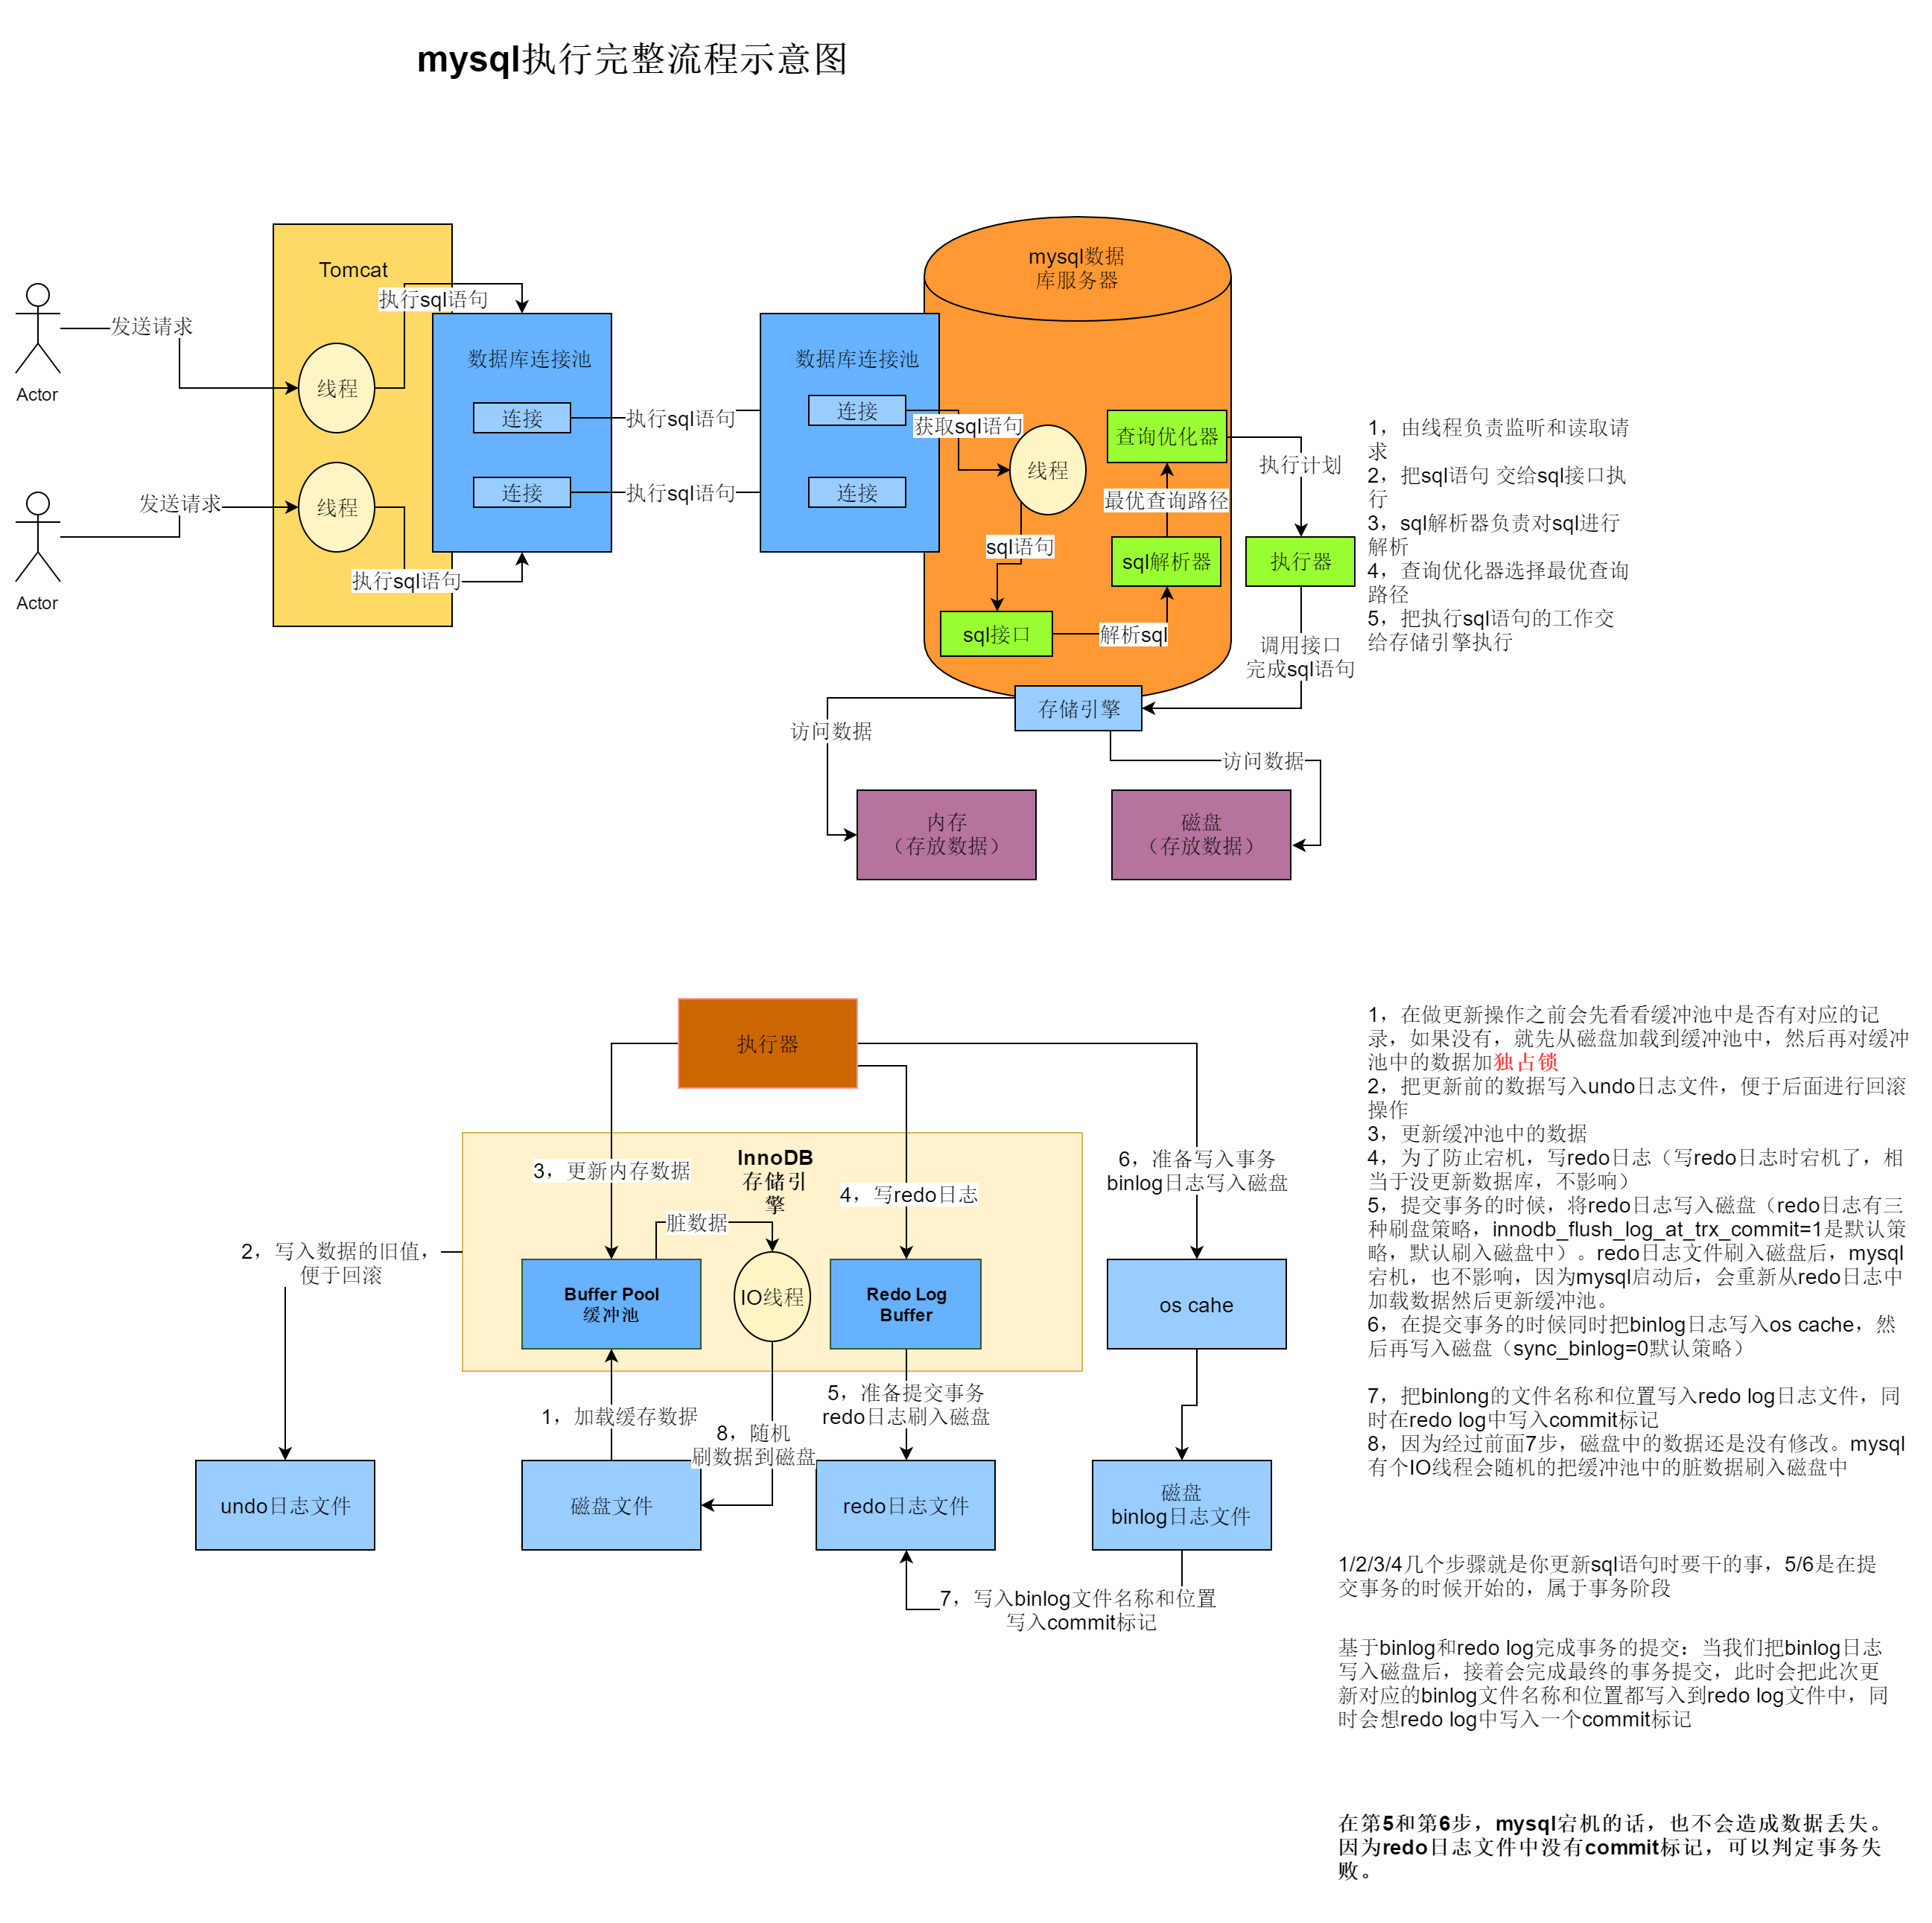 mysql执行完整流程示意图
mysql数据
库服务器
Tomcat
执行sql语句
发送请求
数据库连接池
数据库连接池
线程
Actor
连接
执行sql语句
连接
获取sql语句
查询优化器
执行计划
线程
连接
执行sql语句
连接
最优查询路径
发送请求
线程
sql语句
sql解析器
执行器
执行sql语句
Actor
sql接口
解析sql
调用接口
完成sql语句
存储引擎
访问数据
访问数据
内存
（存放数据）
磁盘
（存放数据）
1，由线程负责监听和读取请
求
2，把sql语句 交给sql接口执
行
3，sql解析器负责对sql进行
解析
4，查询优化器选择最优查询
路径
5，把执行sql语句的工作交
给存储引擎执行
执行器
InnoDB
存储引
擎
3，更新内存数据
4，写redo日志
6，准备写入事务
binlog日志写入磁盘
脏数据
2，写入数据的旧值，
便于回滚
Buffer Pool
缓冲池
IO线程
Redo Log
Buffer
os cahe
1，加载缓存数据
8，随机
刷数据到磁盘
5，准备提交事务
redo日志刷入磁盘
undo日志文件
磁盘文件
redo日志文件
磁盘
binlog日志文件
7，写入binlog文件名称和位置
写入commit标记
1，在做更新操作之前会先看看缓冲池中是否有对应的记
录，如果没有，就先从磁盘加载到缓冲池中，然后再对缓冲
池中的数据加独占锁
2，把更新前的数据写入undo日志文件，便于后面进行回滚
操作
3，更新缓冲池中的数据
4，为了防止宕机，写redo日志（写redo日志时宕机了，相
当于没更新数据库，不影响）
5，提交事务的时候，将redo日志写入磁盘（redo日志有三
种刷盘策略，innodb_flush_log_at_trx_commit=1是默认策
略，默认刷入磁盘中）。redo日志文件刷入磁盘后，mysql
宕机，也不影响，因为mysql启动后，会重新从redo日志中
加载数据然后更新缓冲池。
6，在提交事务的时候同时把binlog日志写入os cache，然
后再写入磁盘（sync_binlog=0默认策略）
7，把binlong的文件名称和位置写入redo log日志文件，同
时在redo log中写入commit标记
8，因为经过前面7步，磁盘中的数据还是没有修改。mysql
有个IO线程会随机的把缓冲池中的脏数据刷入磁盘中
1/2/3/4几个步骤就是你更新sql语句时要干的事，5/6是在提
交事务的时候开始的，属于事务阶段
基于binlog和redo log完成事务的提交：当我们把binlog日志
写入磁盘后，接着会完成最终的事务提交，此时会把此次更
新对应的binlog文件名称和位置都写入到redo log文件中，同
时会想redo log中写入一个commit标记
在第5和第6步，mysql宕机的话，也不会造成数据丢失。
因为redo日志文件中没有commit标记，可以判定事务失
败。